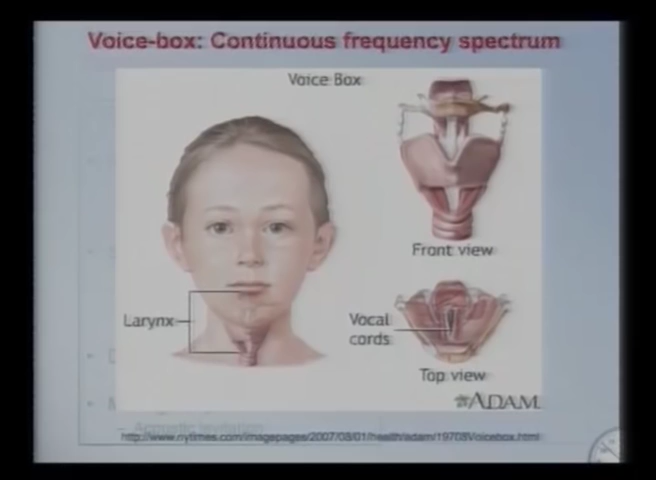 Voice-box: Continuous frequency spectrum
Voice Box
Front view
Larynx
Vocal
cords
Top view
ADAM.
http://www.nytimes.com/imagepages/2007/08/01/health/adam/19708Voicebox.html